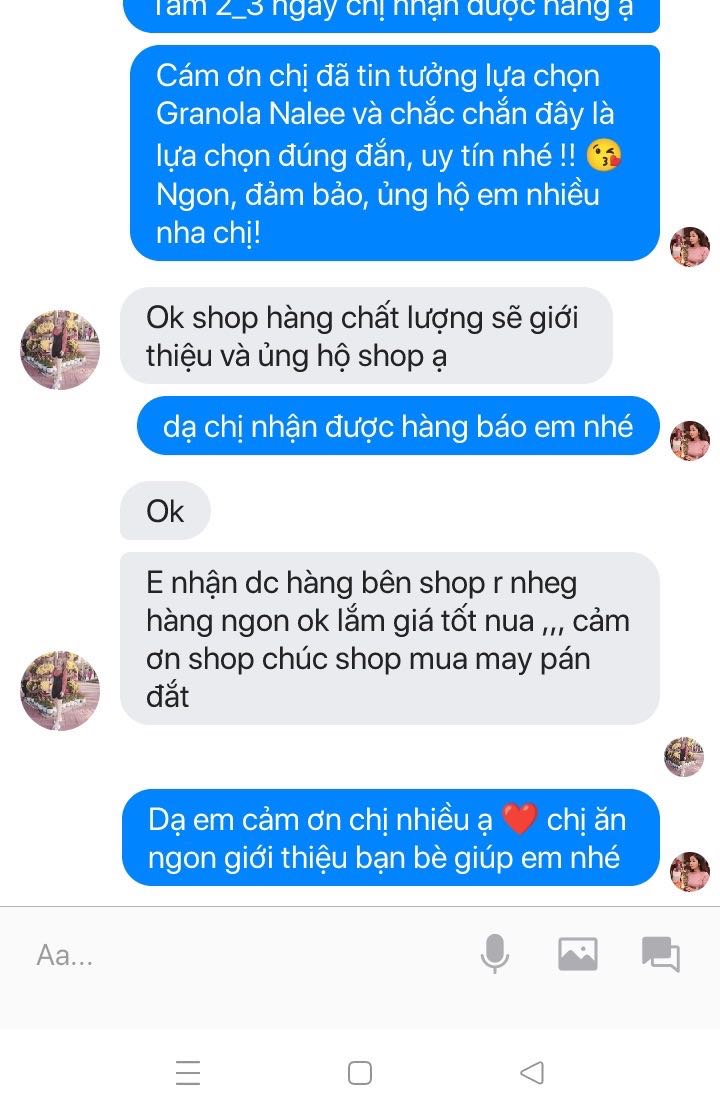 Tầm 2_3 ngày chị nhận được hàng ạ
Cám ơn chị đã tin tưởng lựa chọn
Granola Nalee và chắc chắn đây là
lựa chọn đúng đắn, uy tín nhé !! 😘
Ngon, đảm bảo, ủng hộ em nhiều
nha chị!
Ok shop hàng chất lượng sẽ giới
thiệu và ủng hộ shop ạ
dạ chị nhận được hàng báo em nhé
Ok
E nhận dc hàng bên shop r nheg
hàng ngon ok lắm giá tốt nua ,,, cảm
ơn shop chúc shop mua may pán
đắt
Dạ em cảm ơn chị nhiều ạ ❤️ chị ăn
ngon giới thiệu bạn bè giúp em nhé
Aa...